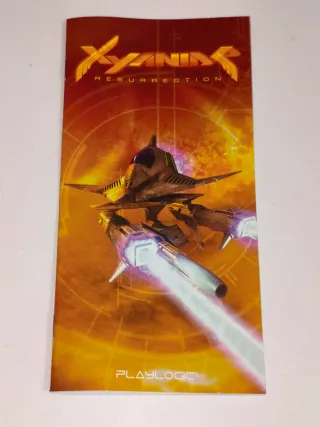 XYANIDE
RESURRECTION
PLAYLOGIC